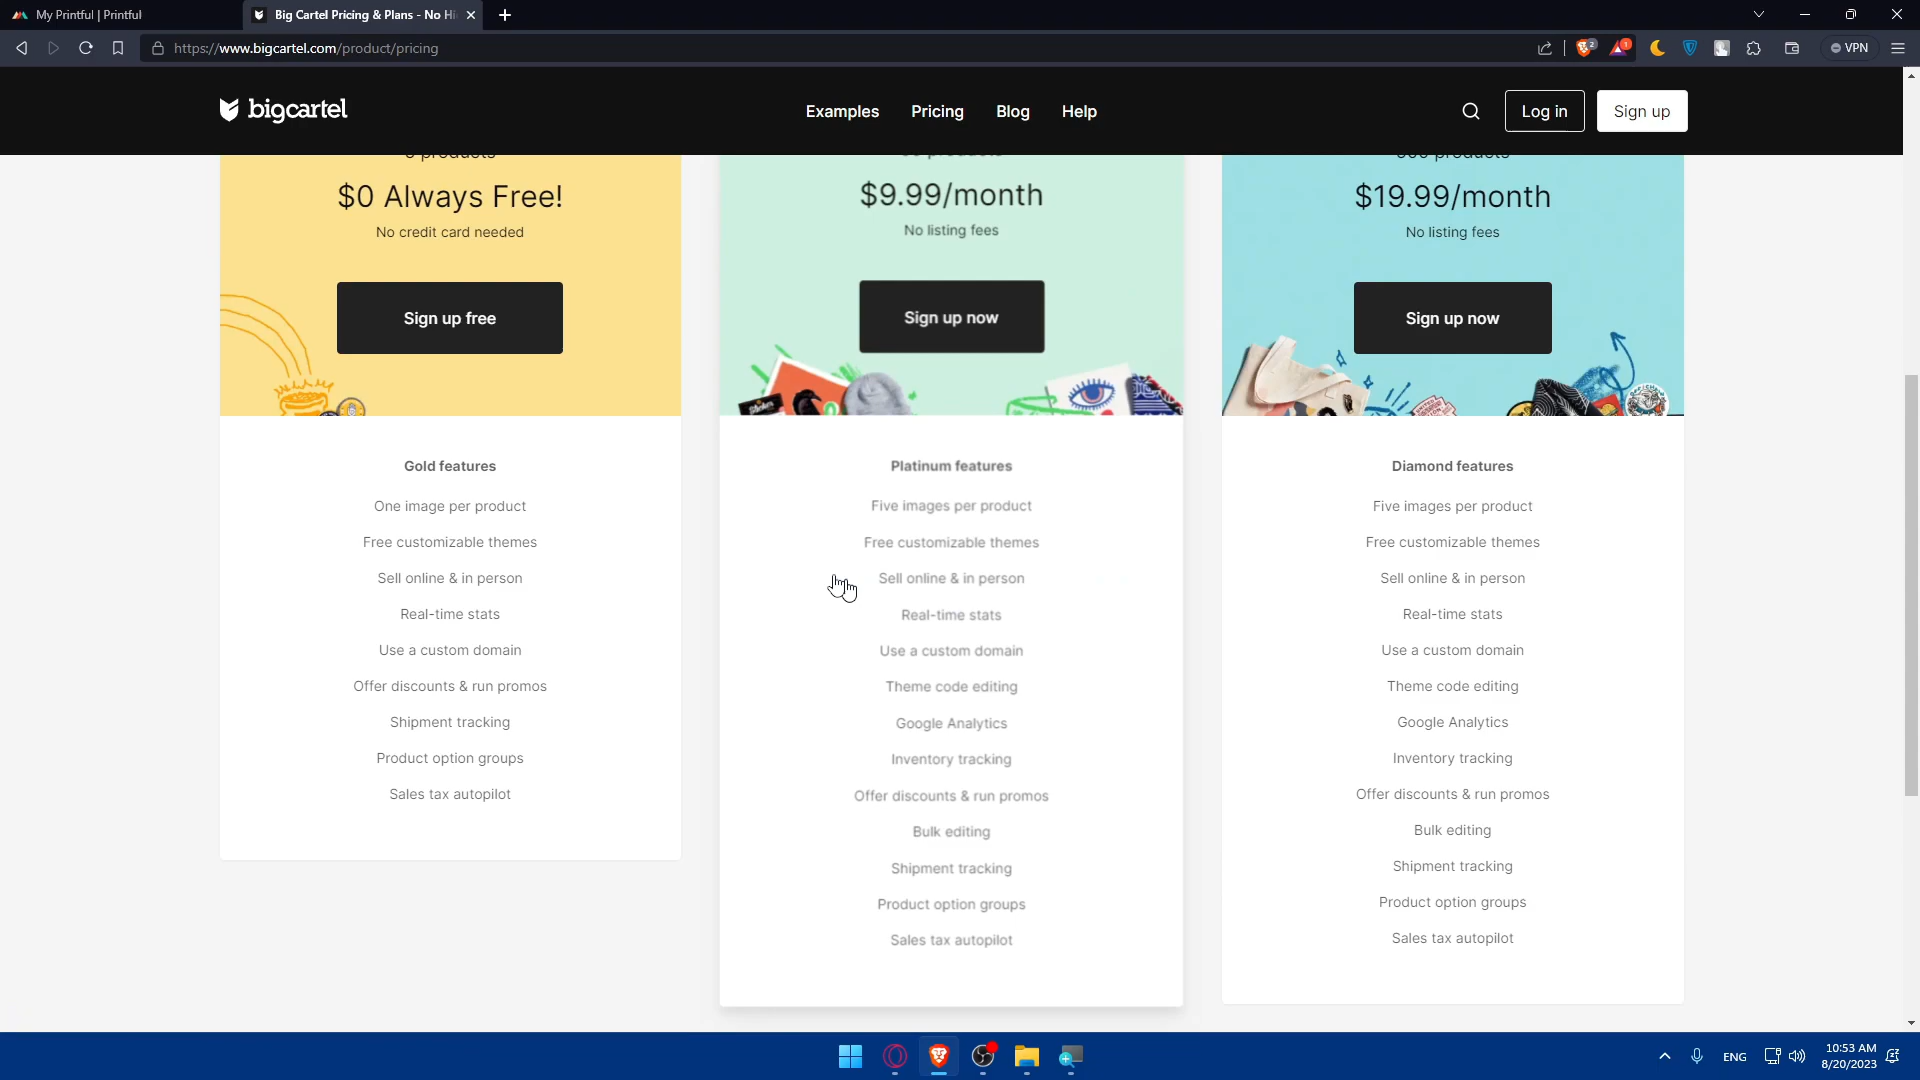 My Printful | Printful
Big Cartel Pricing & Plans - No Hi
https://www.bigcartel.com/product/pricing
2
1
VPN
bigcartel
Examples
Pricing
Blog
Help
Log in
Sign up
products
$0 Always Free!
No credit card needed
Sign up free
Gold features
One image per product
Free customizable themes
Sell online & in person
Real-time stats
Use a custom domain
Offer discounts & run promos
Shipment tracking
Product option groups
Sales tax autopilot
products
$9.99/month
No listing fees
Sign up now
Platinum features
Five images per product
Free customizable themes
Sell online & in person
Real-time stats
Use a custom domain
Theme code editing
Google Analytics
Inventory tracking
Offer discounts & run promos
Bulk editing
Shipment tracking
Product option groups
Sales tax autopilot
products
$19.99/month
No listing fees
Sign up now
Diamond features
Five images per product
Free customizable themes
Sell online & in person
Real-time stats
Use a custom domain
Theme code editing
Google Analytics
Inventory tracking
Offer discounts & run promos
Bulk editing
Shipment tracking
Product option groups
Sales tax autopilot
ENG
10:53 AM
8/20/2023